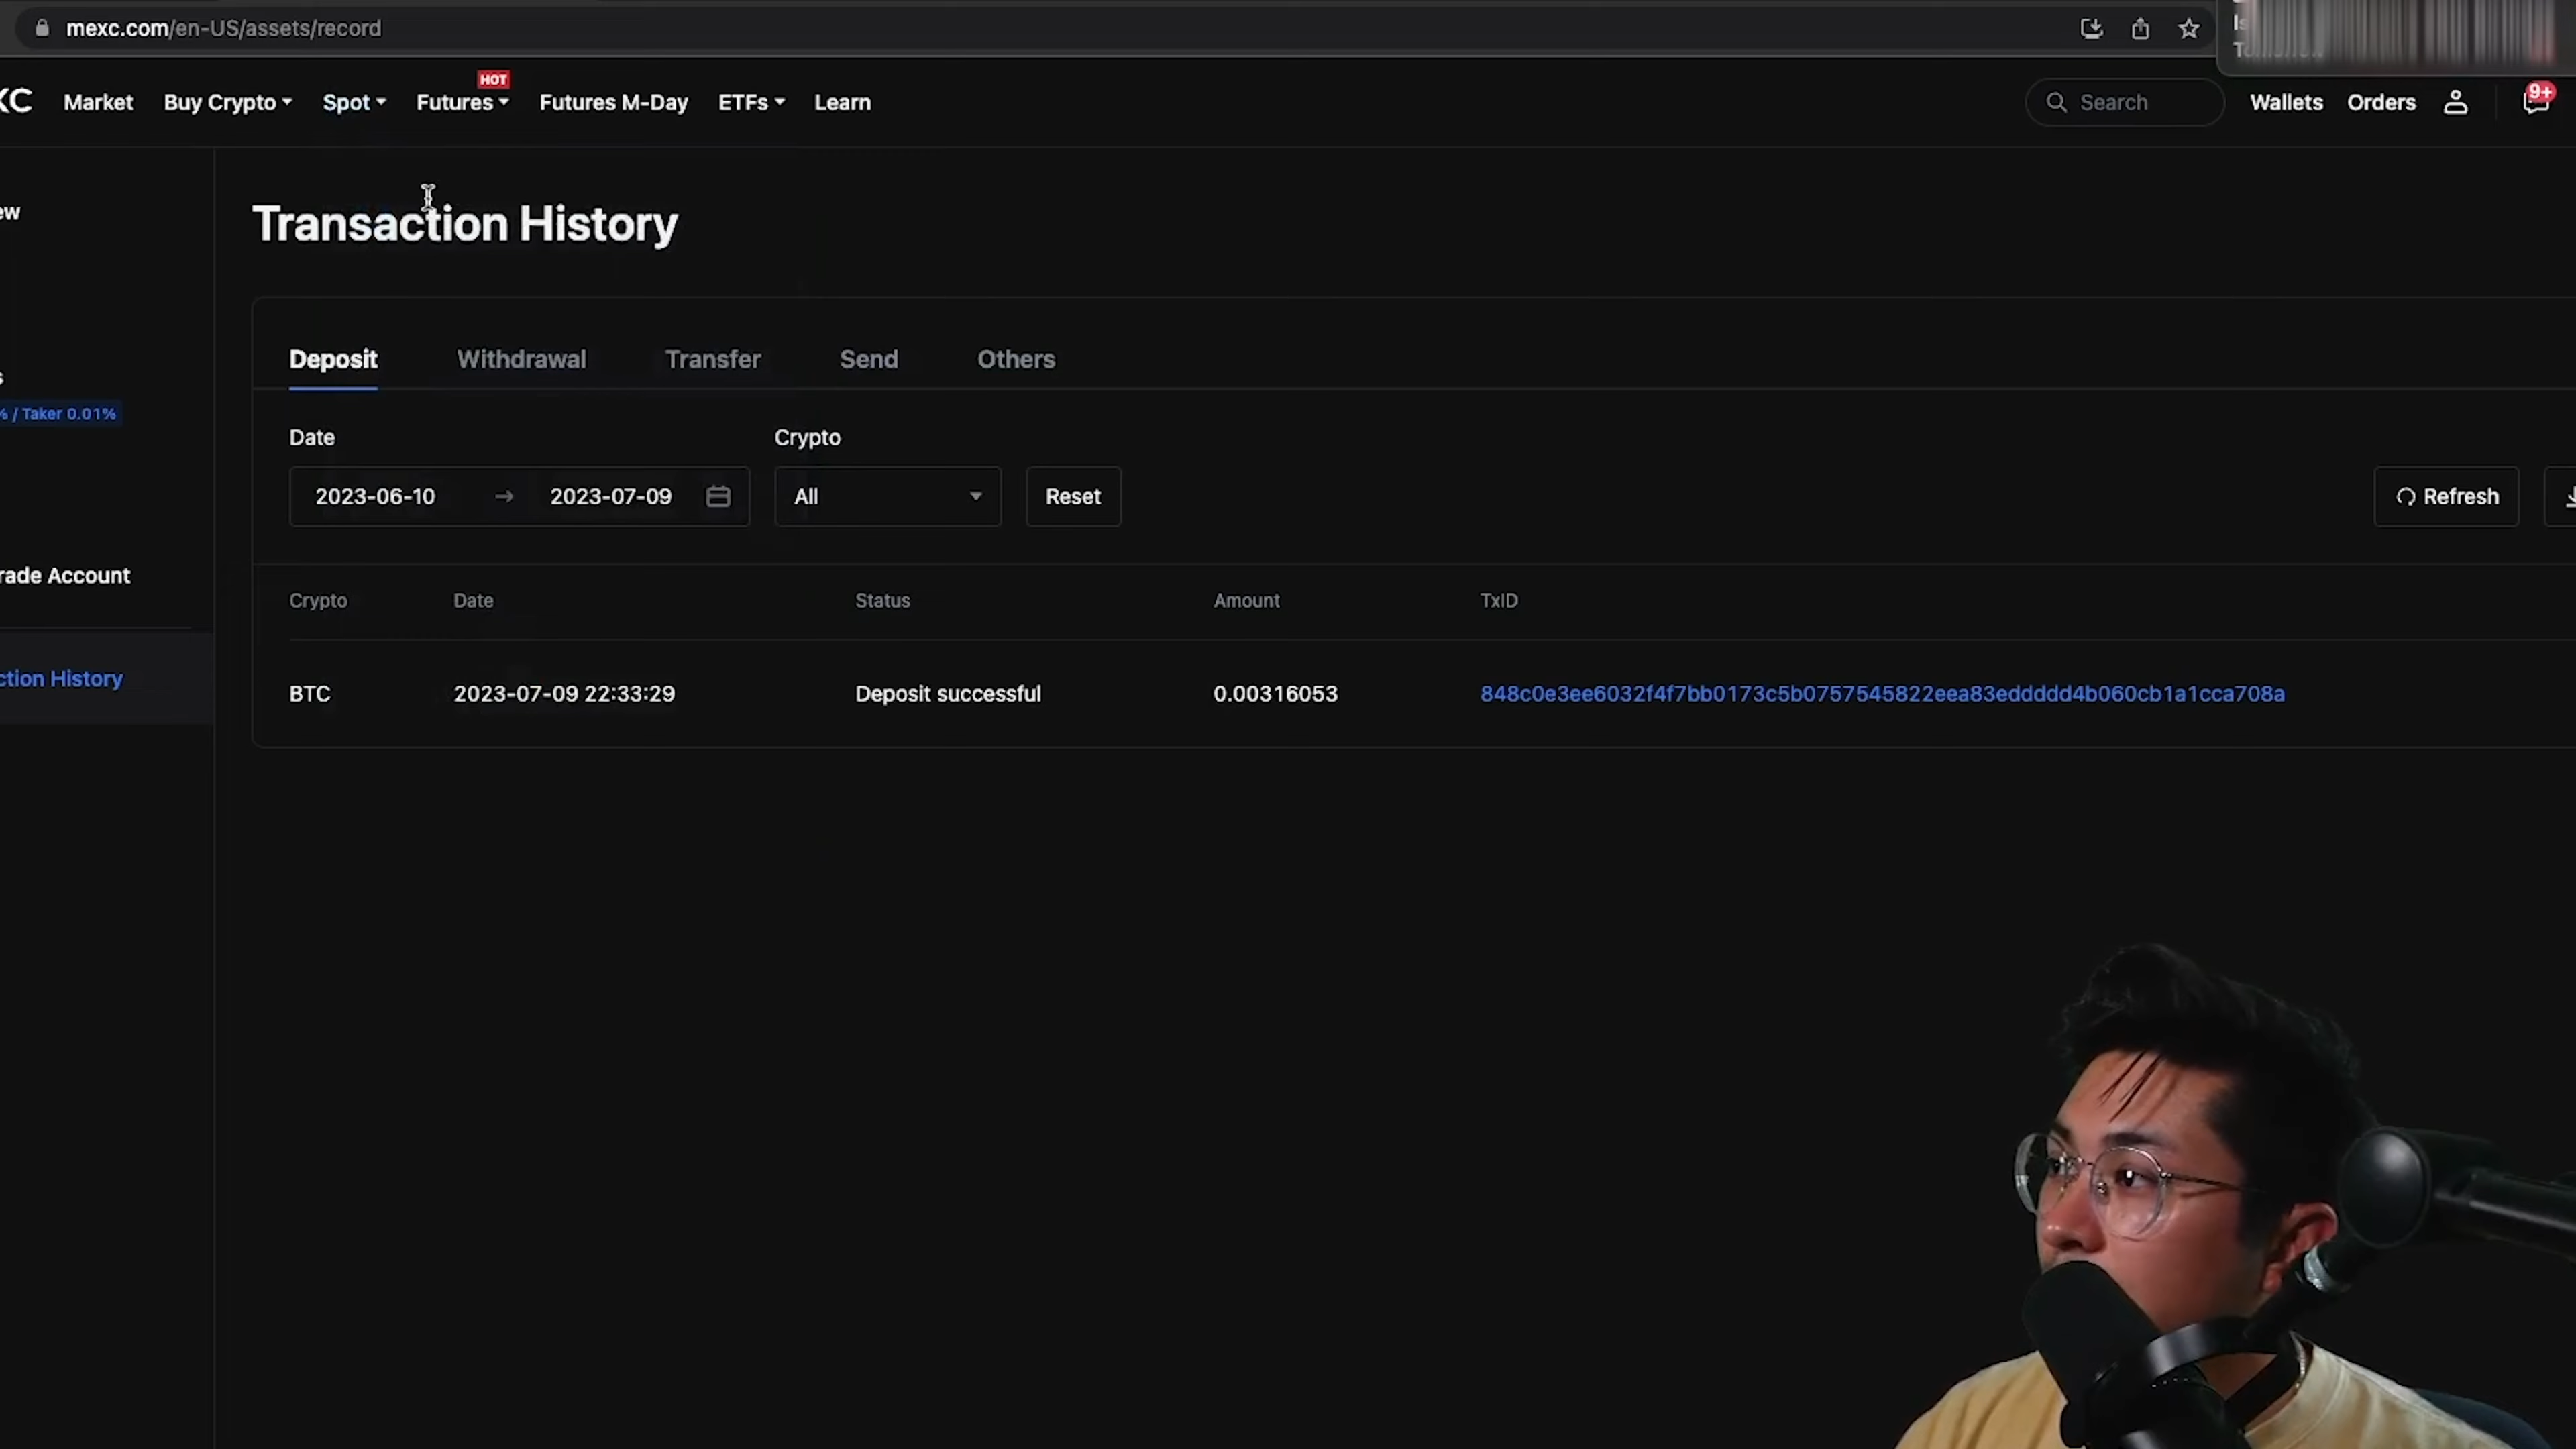 mexc.com/en-US/assets/record
Market Buy Crypto Spot Futures HOT Futures M-Day ETFs Learn Search Wallets Orders 9+
Transaction History
Deposit Withdrawal Transfer Send Others
% / Taker 0.01%
Date Crypto
2023-06-10 → 2023-07-09 All Reset Refresh
rade Account
Crypto Date Status Amount TxID
ction History
BTC 2023-07-09 22:33:29 Deposit successful 0.00316053 848c0e3ee6032f4f7bb0173c5b0757545822eea83eddddd4b060cb1a1cca708a